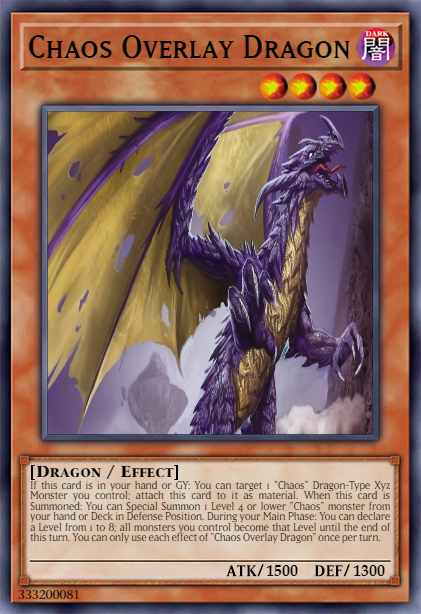 Chaos Overlay Dragon
DARK
闇
[Dragon / Effect]
If this card is in your hand or GY: You can target 1 "Chaos" Dragon-Type Xyz
Monster you control; attach this card to it as material. When this card is
Summoned: You can Special Summon 1 Level 4 or lower "Chaos" monster from
your hand or Deck in Defense Position. During your Main Phase: You can declare
a Level from 1 to 8; all monsters you control become that Level until the end of
this turn. You can only use each effect of "Chaos Overlay Dragon" once per turn.
ATK/1500 DEF/1300
333200081